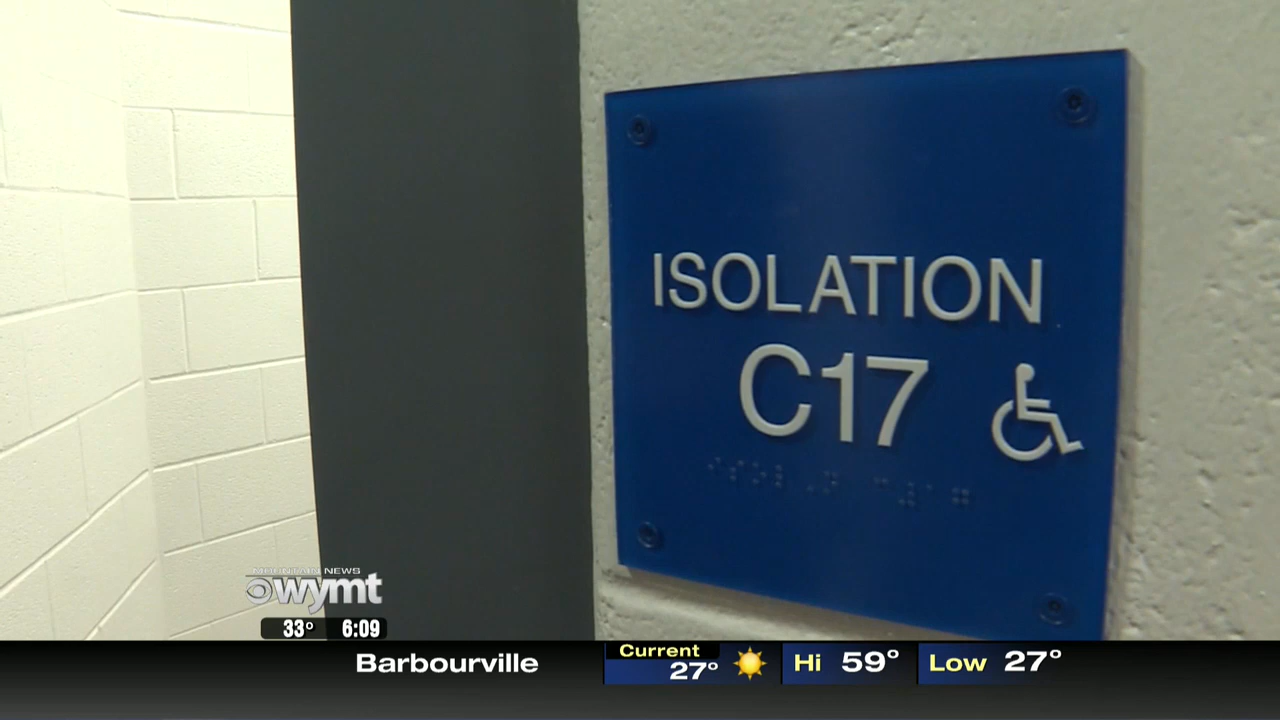 ISOLATION
C17
MOUNTAIN NEWS
wymt
33° 6:09
Barbourville
Current
27°
Hi 59°
Low 27°